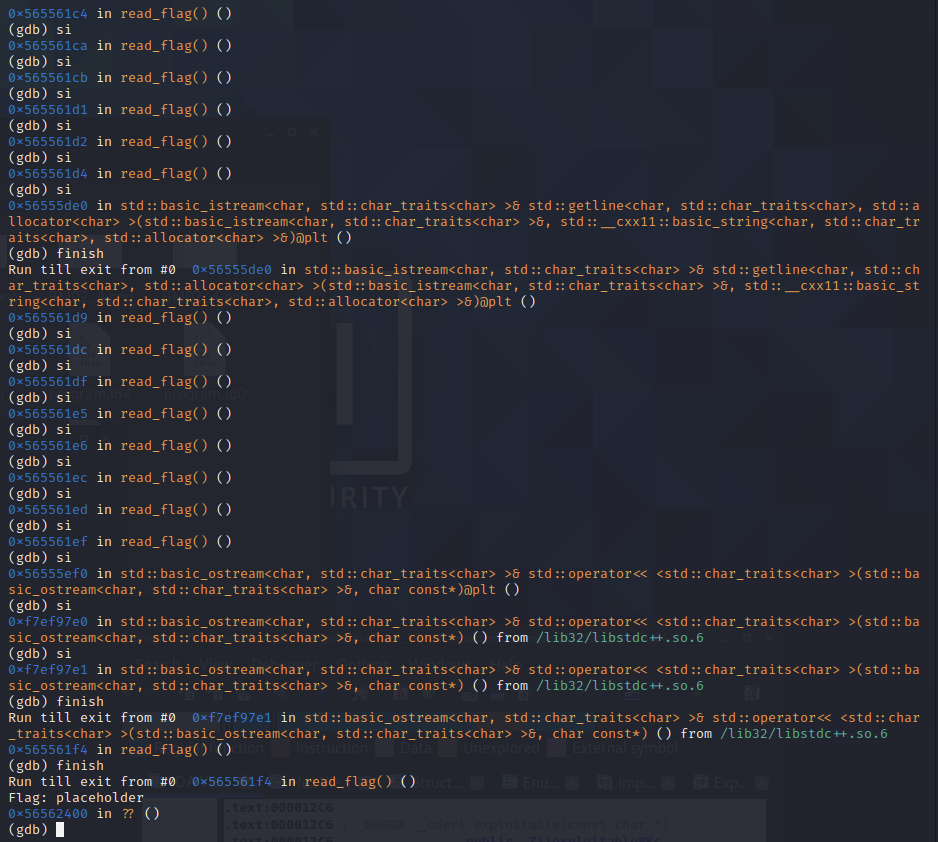 0×565561c4 in read_flag() ()
(gdb) si
0×565561ca in read_flag() ()
(gdb) si
0×565561cb in read_flag() ()
(gdb) si
0×565561d1 in read_flag() ()
(gdb) si
0×565561d2 in read_flag() ()
(gdb) si
0×565561d4 in read_flag() ()
(gdb) si
0×56555de0 in std::basic_istream<char, std::char_traits<char> >& std::getline<char, std::char_traits<char>, std::a
llocator<char> >(std::basic_istream<char, std::char_traits<char> >&, std::__cxx11::basic_string<char, std::char_tr
aits<char>, std::allocator<char> >&)@plt ()
(gdb) finish
Run till exit from #0  0×56555de0 in std::basic_istream<char, std::char_traits<char> >& std::getline<char, std::ch
ar_traits<char>, std::allocator<char> >(std::basic_istream<char, std::char_traits<char> >&, std::__cxx11::basic_st
ring<char, std::char_traits<char>, std::allocator<char> >&)@plt ()
0×565561d9 in read_flag() ()
(gdb) si
0×565561dc in read_flag() ()
(gdb) si
0×565561df in read_flag() ()
(gdb) si
0×565561e5 in read_flag() ()
(gdb) si
0×565561e6 in read_flag() ()
(gdb) si
0×565561ec in read_flag() ()
(gdb) si
0×565561ed in read_flag() ()
(gdb) si
0×565561ef in read_flag() ()
(gdb) si
0×56555ef0 in std::basic_ostream<char, std::char_traits<char> >& std::operator<< <std::char_traits<char> >(std::ba
sic_ostream<char, std::char_traits<char> >&, char const*)@plt ()
(gdb) si
0×f7ef97e0 in std::basic_ostream<char, std::char_traits<char> >& std::operator<< <std::char_traits<char> >(std::ba
sic_ostream<char, std::char_traits<char> >&, char const*) () from /lib32/libstdc++.so.6
(gdb) si
0×f7ef97e1 in std::basic_ostream<char, std::char_traits<char> >& std::operator<< <std::char_traits<char> >(std::ba
sic_ostream<char, std::char_traits<char> >&, char const*) () from /lib32/libstdc++.so.6
(gdb) finish
Run till exit from #0  0×f7ef97e1 in std::basic_ostream<char, std::char_traits<char> >& std::operator<< <std::char
_traits<char> >(std::basic_ostream<char, std::char_traits<char> >&, char const*) () from /lib32/libstdc++.so.6
0×565561f4 in read_flag() ()
(gdb) finish
Run till exit from #0  0×565561f4 in read_flag() ()
Flag: placeholder
0×56562400 in ?? ()
(gdb)